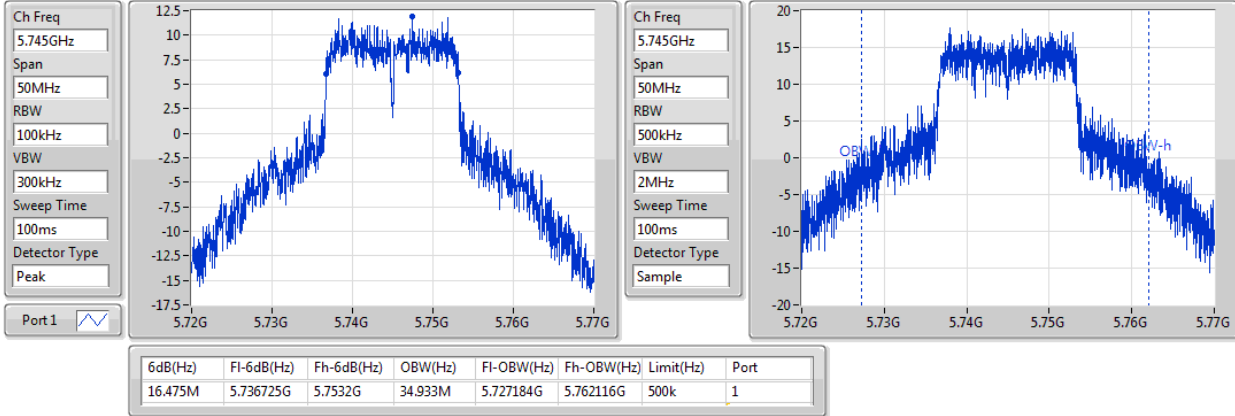 Ch Freq
5.745GHz
Span
50MHz
RBW
100kHz
VBW
300kHz
Sweep Time
100ms
Detector Type
Peak
Port 1
12.5
10
7.5
5
2.5
0
-2.5
-5
-7.5
-10
-12.5
-15
-17.5
5.72G 5.73G 5.74G 5.75G 5.76G 5.77G
Ch Freq
5.745GHz
Span
50MHz
RBW
500kHz
VBW
2MHz
Sweep Time
100ms
Detector Type
Sample
20
15
10
5
0
-5
-10
-15
-20
5.72G 5.73G 5.74G 5.75G 5.76G 5.77G
6dB(Hz) Fl-6dB(Hz) Fh-6dB(Hz) OBW(Hz) Fl-OBW(Hz) Fh-OBW(Hz) Limit(Hz) Port
16.475M 5.736725G 5.7532G 34.933M 5.727184G 5.762116G 500k 1